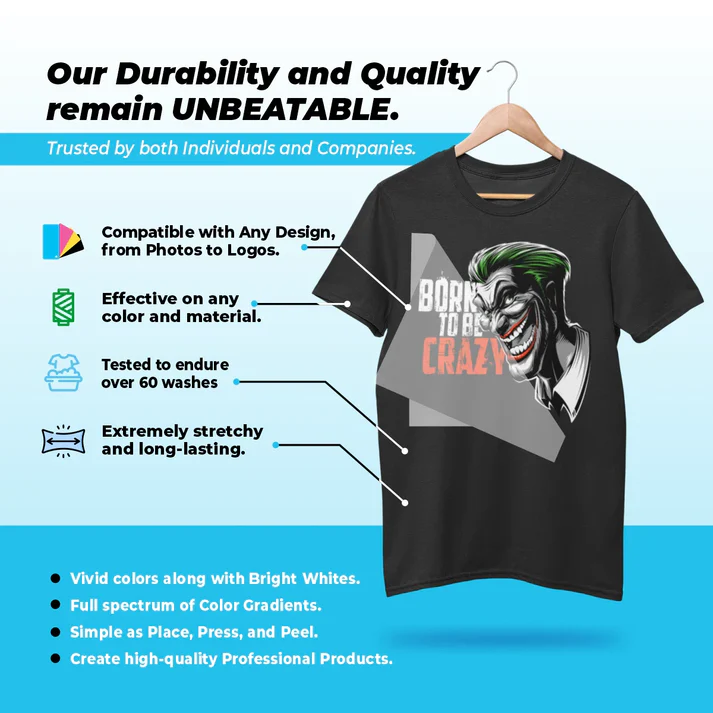 Our Durability and Quality
remain UNBEATABLE.
Trusted by both Individuals and Companies.
Compatible with Any Design,
from Photos to Logos.
Effective on any
color and material.
Tested to endure
over 60 washes
Extremely stretchy
and long-lasting.
BORN
TO BE
CRAZY
Vivid colors along with Bright Whites.
Full spectrum of Color Gradients.
Simple as Place, Press, and Peel.
Create high-quality Professional Products.